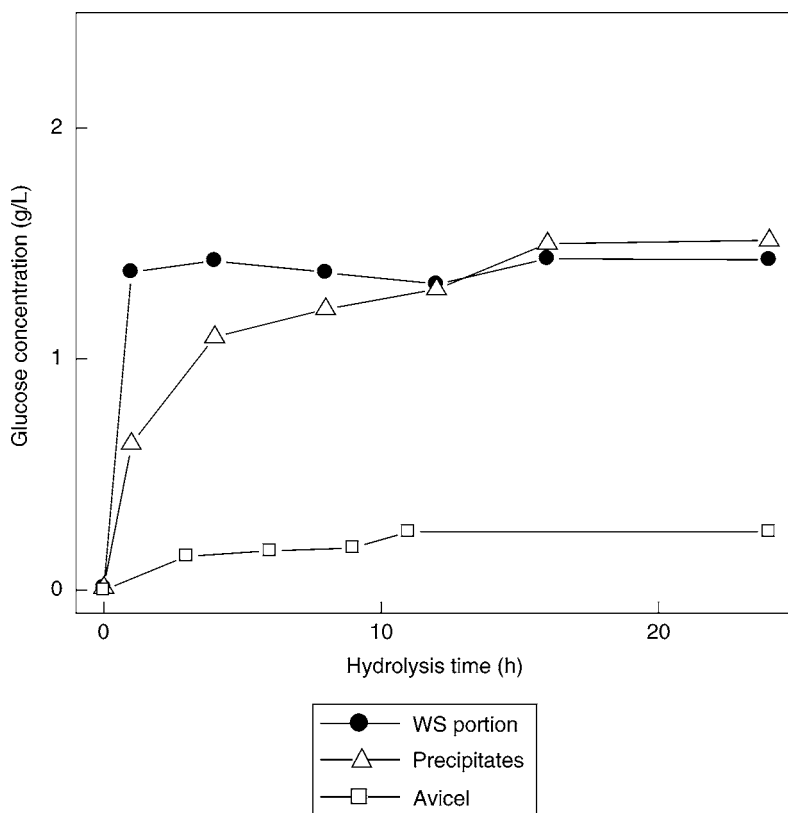 2
1
0
Glucose concentration (g/L)
0 10 20
Hydrolysis time (h)
WS portion
Precipitates
Avicel